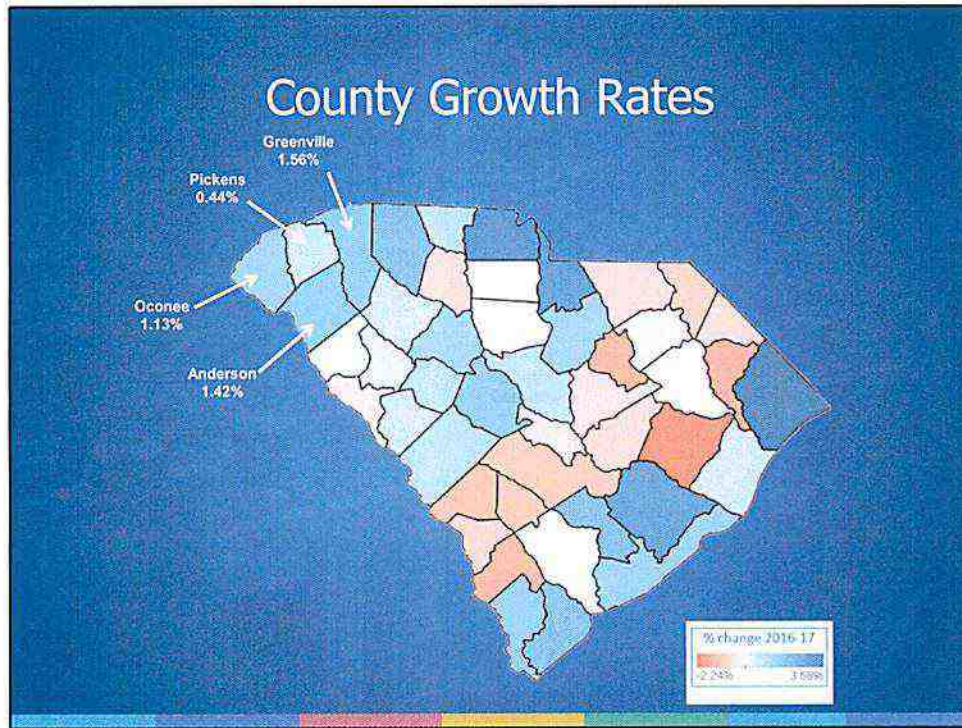 County Growth Rates
Greenville
1.56%
Pickens
0.44%
Oconee
1.13%
Anderson
1.42%
% change 2016-17
-2.24%
3.68%